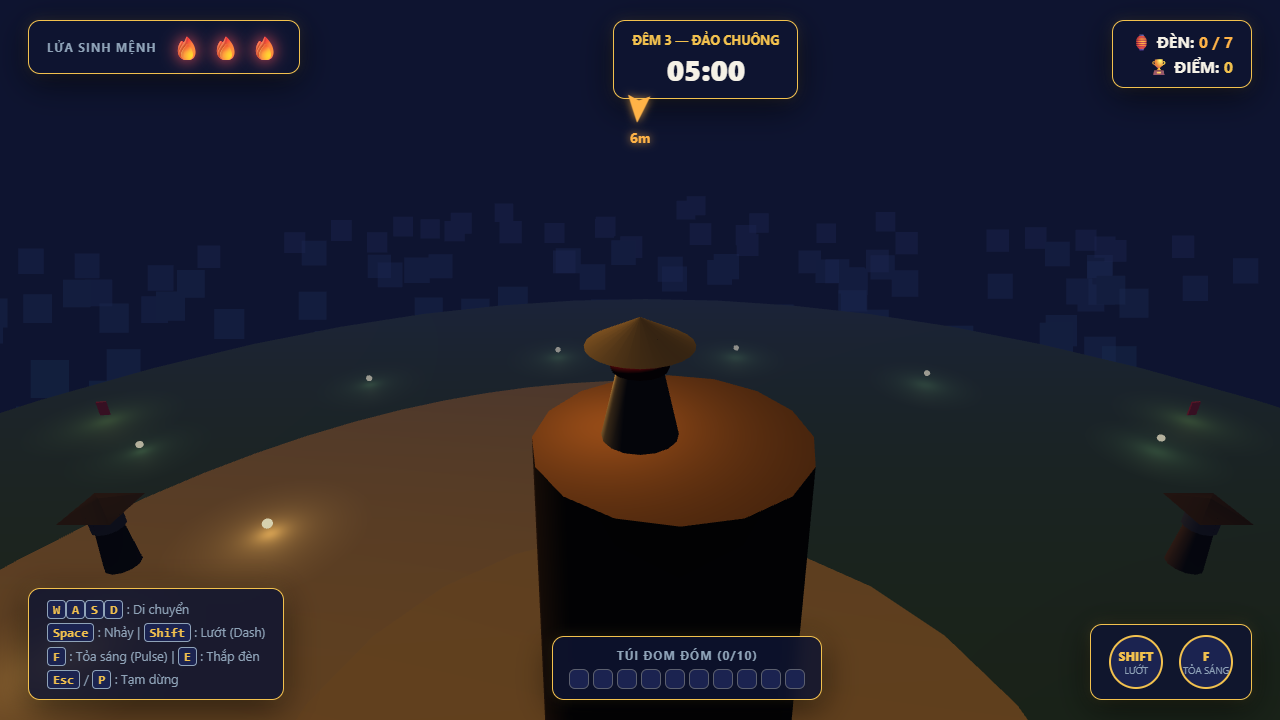 LỬA SINH MỆNH
ĐÊM 3 — ĐẢO CHUÔNG
05:00
6m
ĐÈN: 0 / 7
ĐIỂM: 0
W A S D : Di chuyển
Space : Nhảy | Shift : Lướt (Dash)
F : Tỏa sáng (Pulse) | E : Thắp đèn
Esc / P : Tạm dừng
TÚI ĐOM ĐÓM (0/10)
SHIFT
LƯỚT
F
TỎA SÁNG